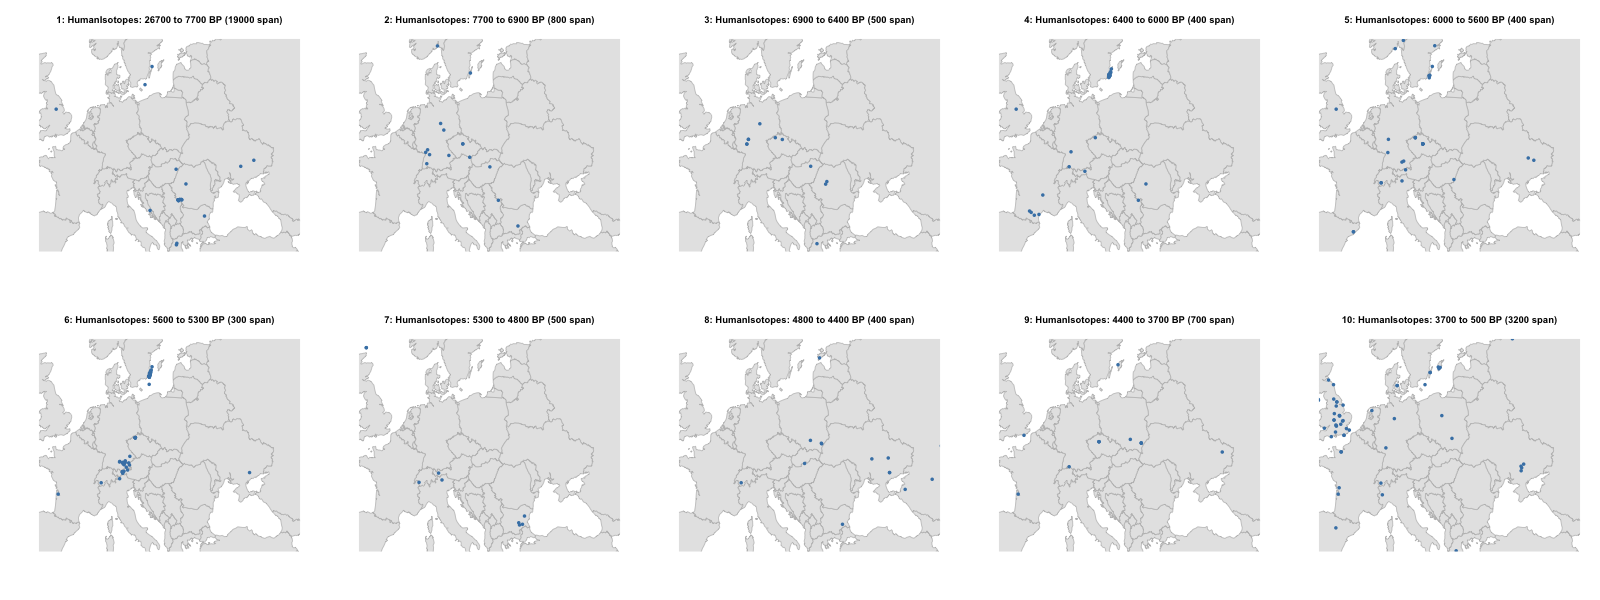 1: HumanIsotopes: 26700 to 7700 BP (19000 span)
2: HumanIsotopes: 7700 to 6900 BP (800 span)
3: HumanIsotopes: 6900 to 6400 BP (500 span)
4: HumanIsotopes: 6400 to 6000 BP (400 span)
5: HumanIsotopes: 6000 to 5600 BP (400 span)
6: HumanIsotopes: 5600 to 5300 BP (300 span)
7: HumanIsotopes: 5300 to 4800 BP (500 span)
8: HumanIsotopes: 4800 to 4400 BP (400 span)
9: HumanIsotopes: 4400 to 3700 BP (700 span)
10: HumanIsotopes: 3700 to 500 BP (3200 span)